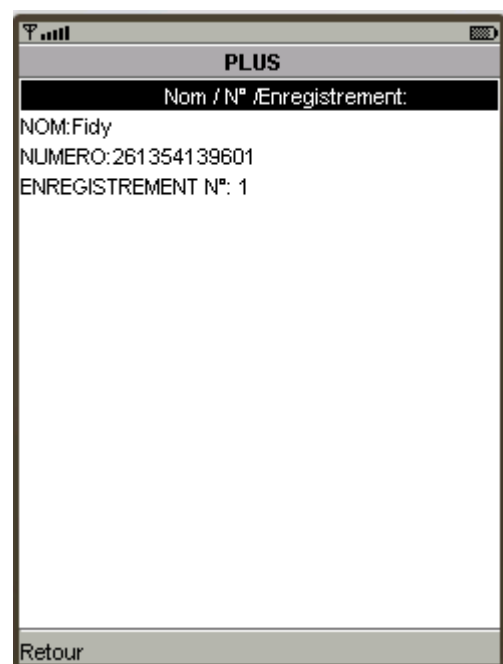 PLUS
Nom / N° /Enregistrement:
NOM:Fidy
NUMERO:261354139601
ENREGISTREMENT N°: 1
Retour